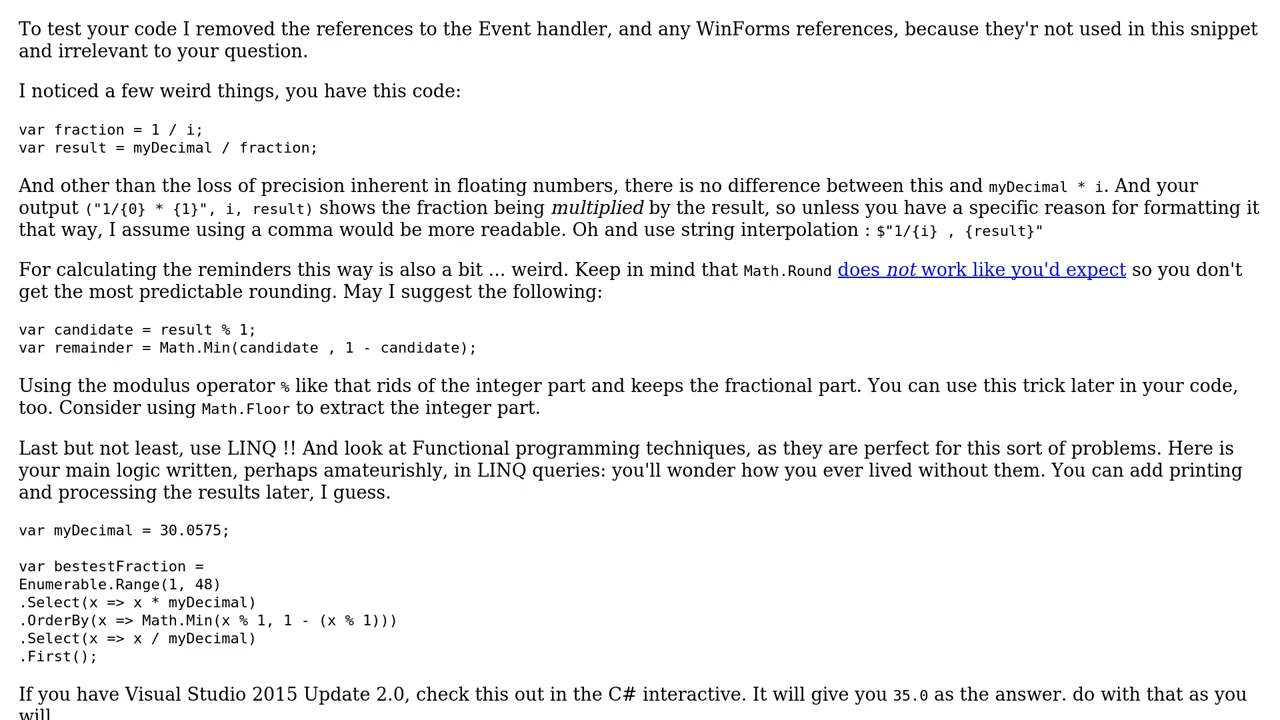 To test your code I removed the references to the Event handler, and any WinForms references, because they'r not used in this snippet
and irrelevant to your question.
I noticed a few weird things, you have this code:
var fraction = 1 / i;
var result = myDecimal / fraction;
And other than the loss of precision inherent in floating numbers, there is no difference between this and myDecimal * i. And your
output ("1/{0} * {1}", i, result) shows the fraction being multiplied by the result, so unless you have a specific reason for formatting it
that way, I assume using a comma would be more readable. Oh and use string interpolation : $"1/{i} , {result}"
For calculating the reminders this way is also a bit ... weird. Keep in mind that Math.Round does not work like you'd expect so you don't
get the most predictable rounding. May I suggest the following:
var candidate = result % 1;
var remainder = Math.Min(candidate , 1 - candidate);
Using the modulus operator % like that rids of the integer part and keeps the fractional part. You can use this trick later in your code,
too. Consider using Math.Floor to extract the integer part.
Last but not least, use LINQ !! And look at Functional programming techniques, as they are perfect for this sort of problems. Here is
your main logic written, perhaps amateurishly, in LINQ queries: you'll wonder how you ever lived without them. You can add printing
and processing the results later, I guess.
var myDecimal = 30.0575;
var bestestFraction =
Enumerable.Range(1, 48)
.Select(x => x * myDecimal)
.OrderBy(x => Math.Min(x % 1, 1 - (x % 1)))
.Select(x => x / myDecimal)
.First();
If you have Visual Studio 2015 Update 2.0, check this out in the C# interactive. It will give you 35.0 as the answer. do with that as you
will